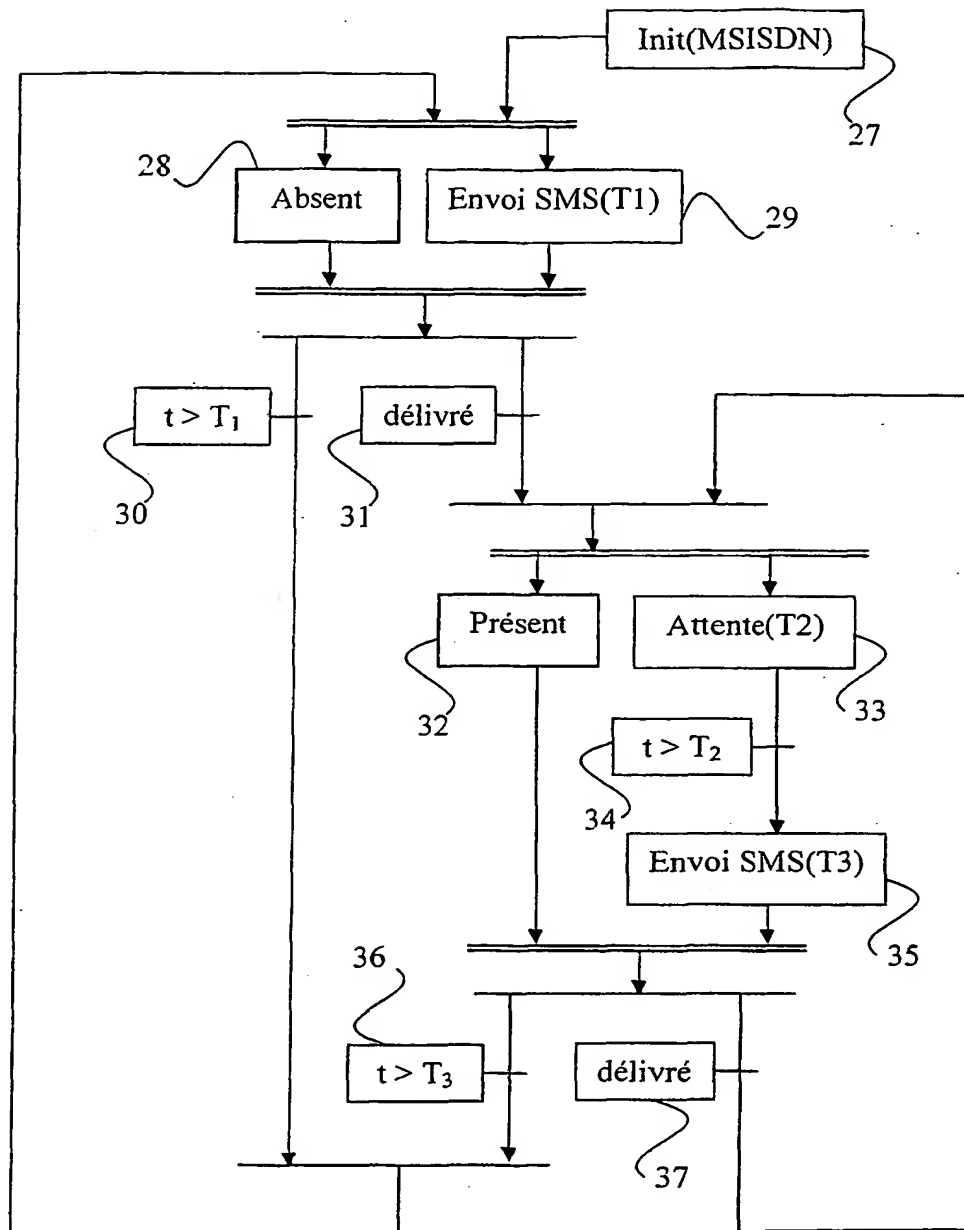 Init(MSISDN)
27
28
Absent
Envoi SMS(T1)
29
t > T₁
délivré
30
31
Présent
Attente(T2)
32
33
t > T₂
34
Envoi SMS(T3)
35
36
t > T₃
délivré
37